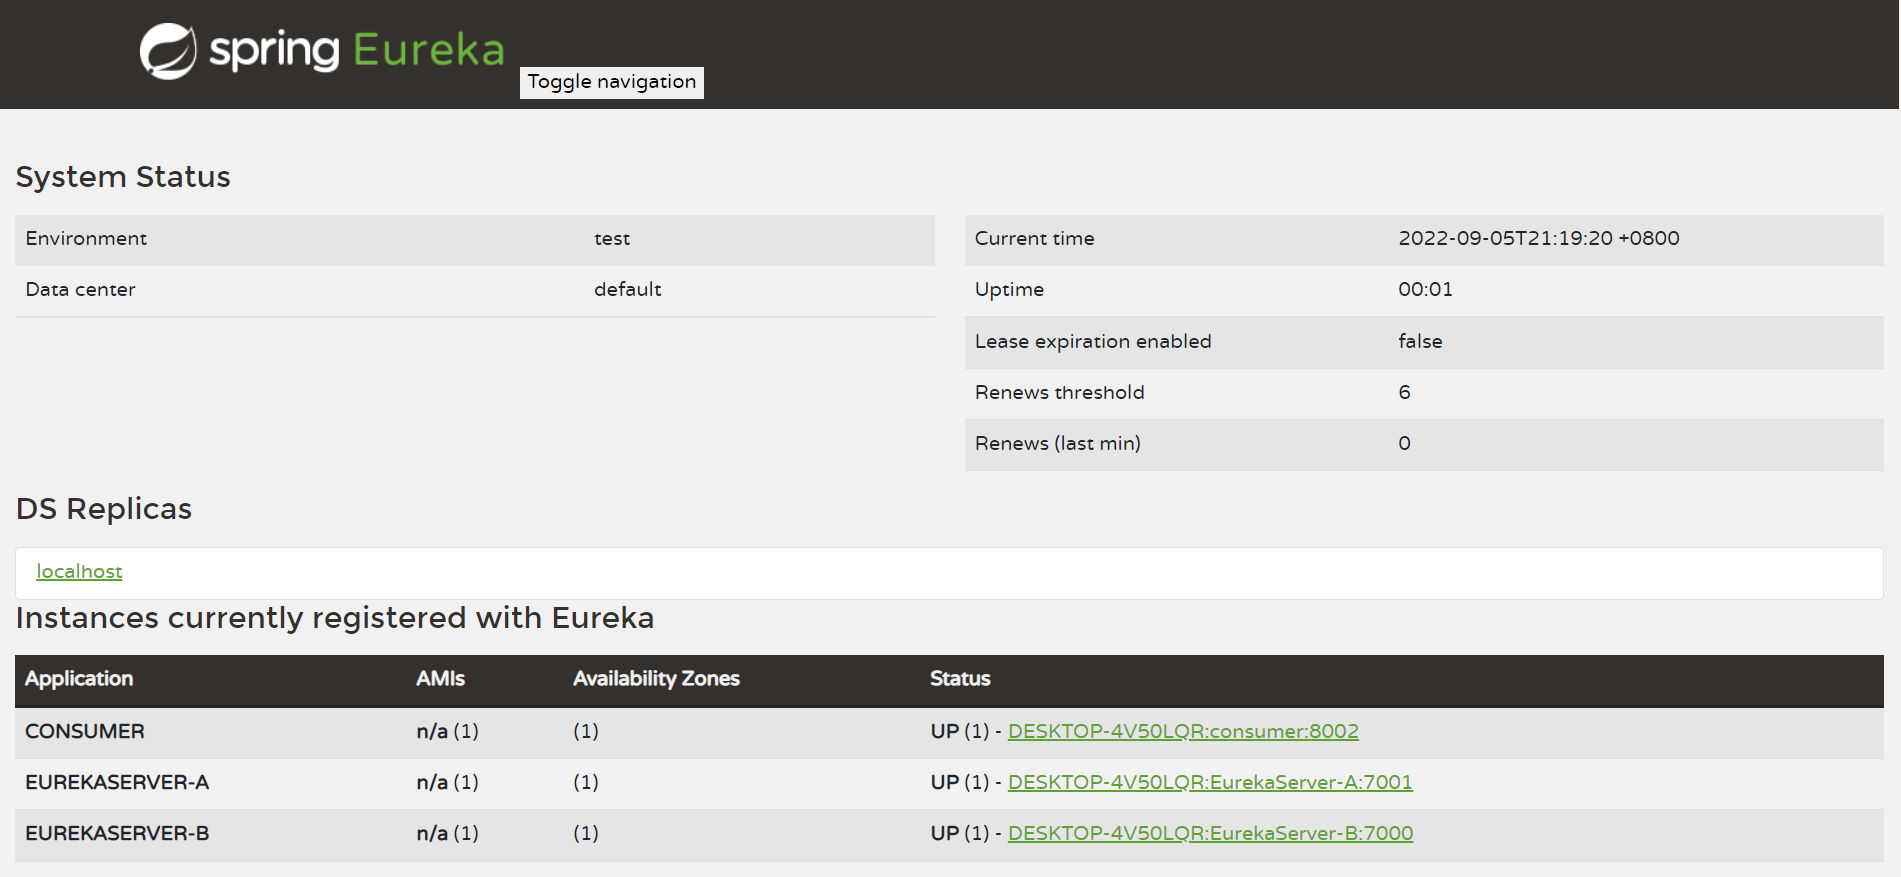 spring Eureka
Toggle navigation
System Status
Environment test
Data center default
Current time 2022-09-05T21:19:20 +0800
Uptime 00:01
Lease expiration enabled false
Renews threshold 6
Renews (last min) 0
DS Replicas
localhost
Instances currently registered with Eureka
Application AMIs Availability Zones Status
CONSUMER n/a (1) (1) UP (1) - DESKTOP-4V50LQR:consumer:8002
EUREKASERVER-A n/a (1) (1) UP (1) - DESKTOP-4V50LQR:EurekaServer-A:7001
EUREKASERVER-B n/a (1) (1) UP (1) - DESKTOP-4V50LQR:EurekaServer-B:7000